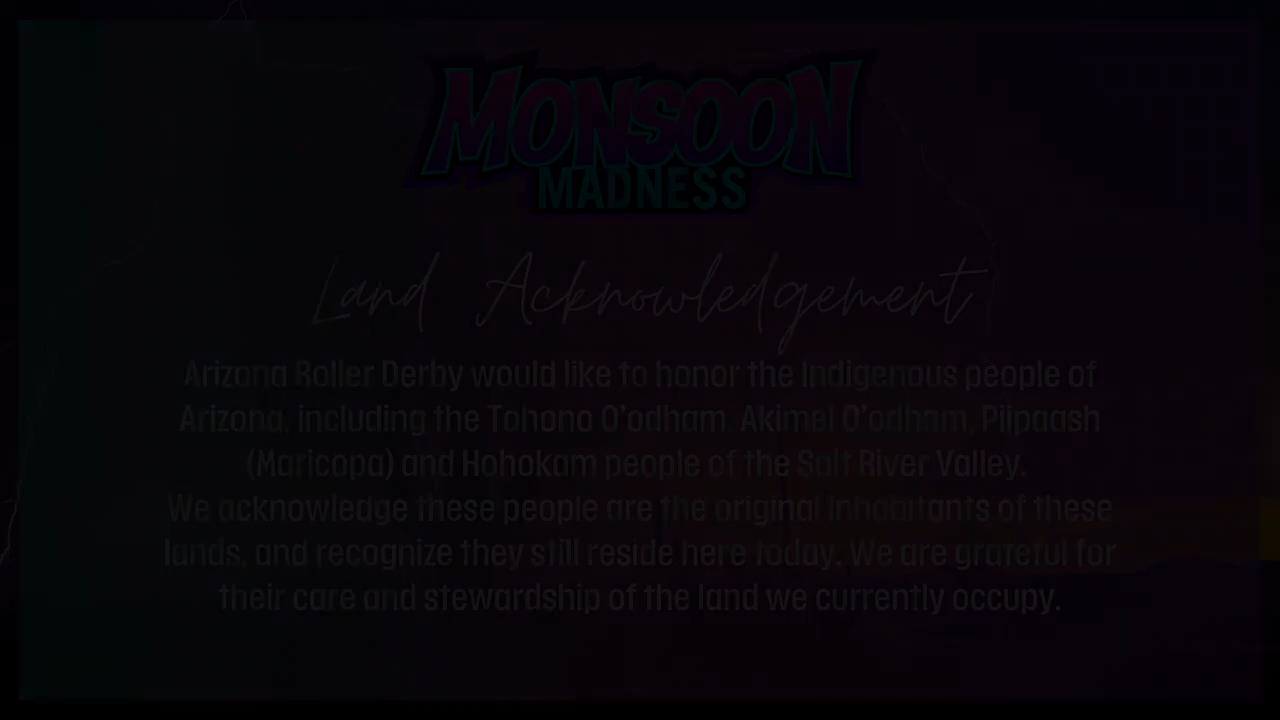 MONSOON
MADNESS
Land Acknowledgement
Arizona Roller Derby would like to honor the Indigenous people of
Arizona, including the Tohono O'odham, Akimel O'odham, Piipaash
(Maricopa) and Hohokam people of the Salt River Valley.
We acknowledge these people are the original inhabitants of these
lands, and recognize they still reside here today. We are grateful for
their care and stewardship of the land we currently occupy.